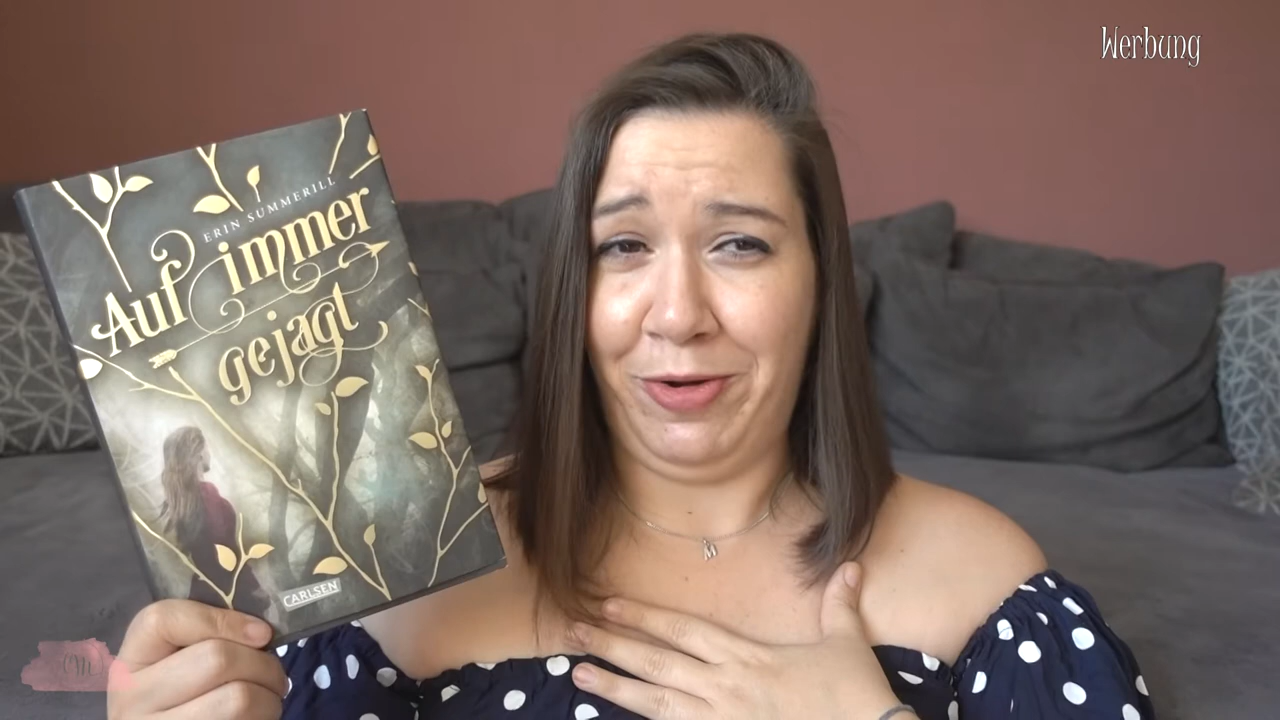 Werbung
ERIN SUMMERILL
Auf immer
gejagt
CARLSEN
M
(M)